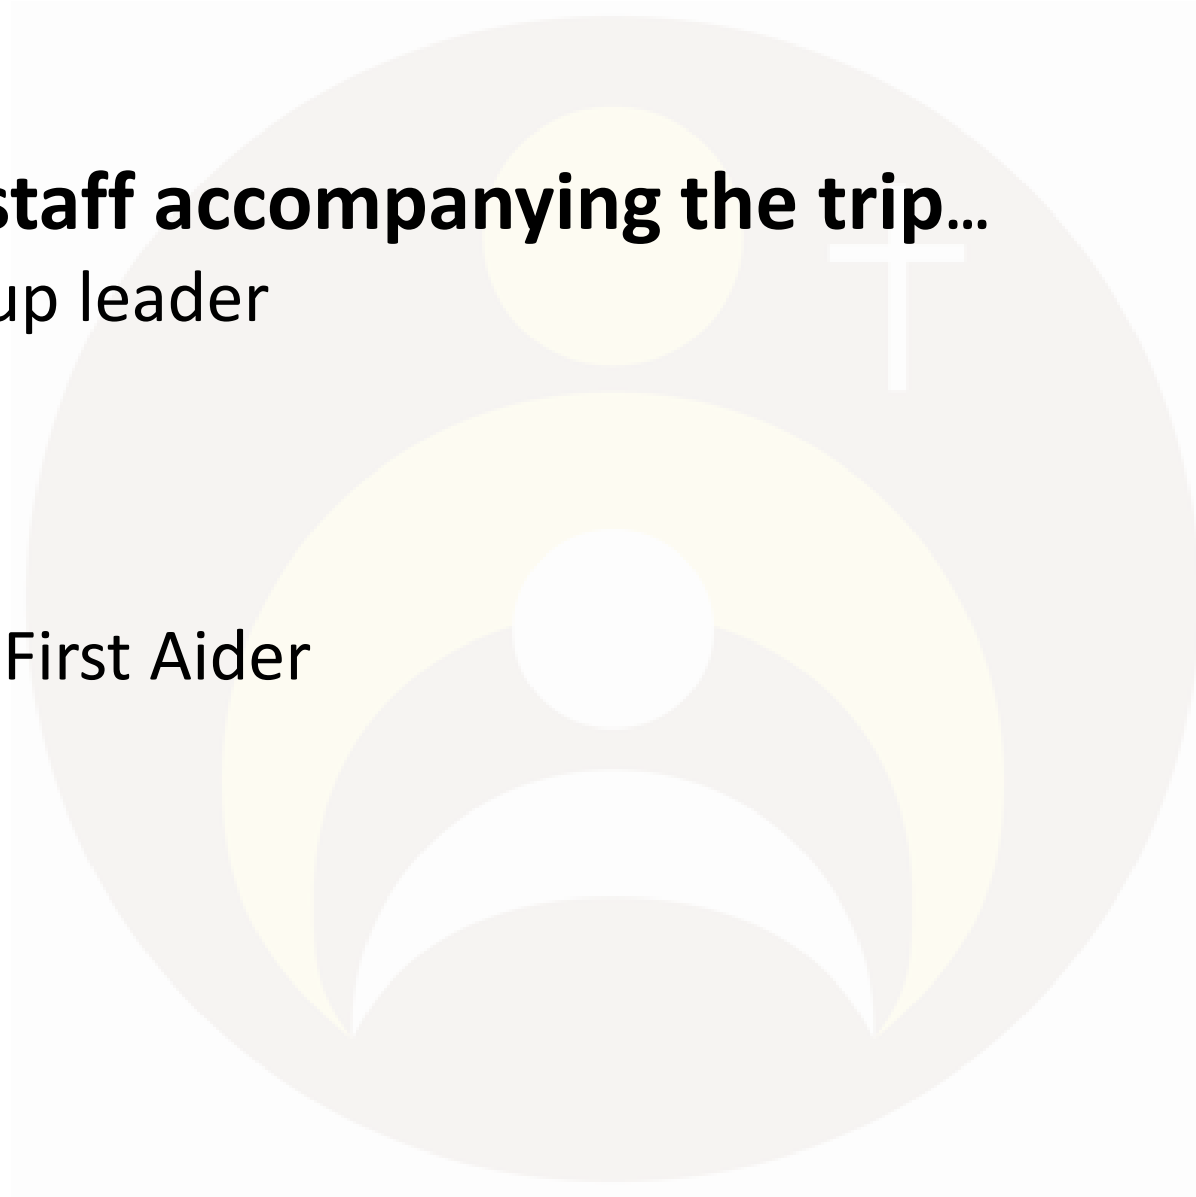 staff accompanying the trip…
up leader
First Aider